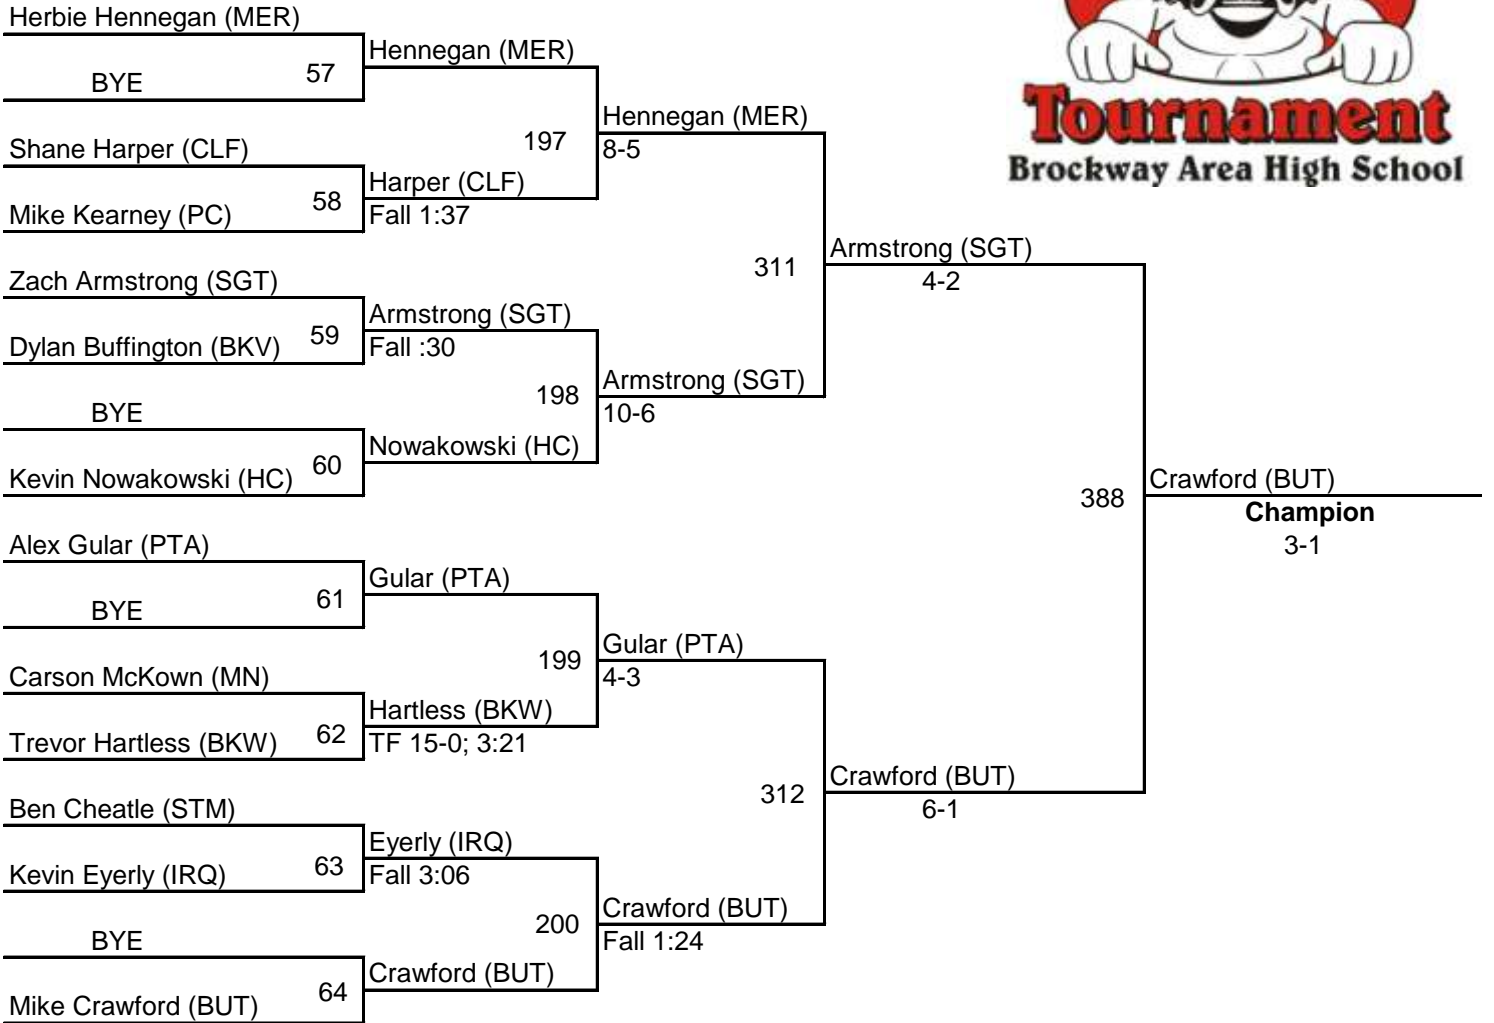 Herbie Hennegan (MER)
BYE
57
Hennegan (MER)
Shane Harper (CLF)
Mike Kearney (PC)
58
Harper (CLF)
Fall 1:37
197
Hennegan (MER)
8-5
Zach Armstrong (SGT)
Dylan Buffington (BKV)
59
Armstrong (SGT)
Fall :30
BYE
Kevin Nowakowski (HC)
60
Nowakowski (HC)
198
Armstrong (SGT)
10-6
311
Armstrong (SGT)
4-2
Alex Gular (PTA)
BYE
61
Gular (PTA)
Carson McKown (MN)
Trevor Hartless (BKW)
62
Hartless (BKW)
TF 15-0; 3:21
199
Gular (PTA)
4-3
Ben Cheatle (STM)
Kevin Eyerly (IRQ)
63
Eyerly (IRQ)
Fall 3:06
BYE
Mike Crawford (BUT)
64
Crawford (BUT)
200
Crawford (BUT)
Fall 1:24
312
Crawford (BUT)
6-1
388
Crawford (BUT)
Champion
3-1
Tournament
Brockway Area High School